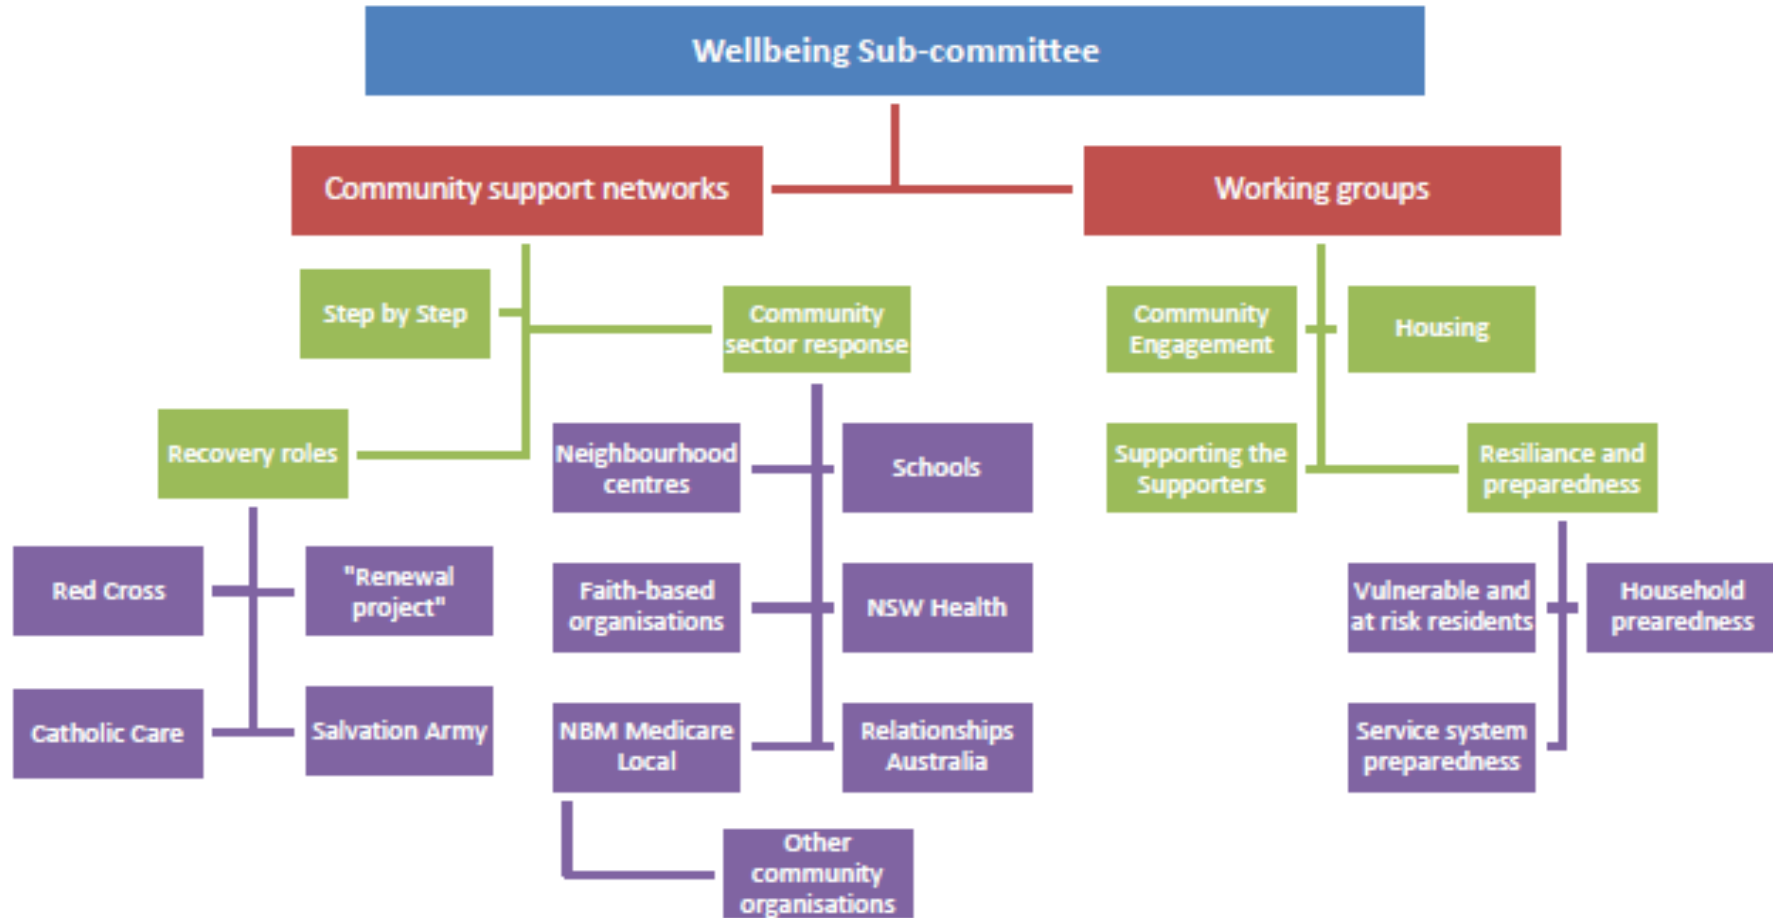 Wellbeing Sub-committee
Community support networks
Working groups
Step by Step
Community
sector response
Community
Engagement
Housing
Recovery roles
Neighbourhood
centres
Schools
Supporting the
Supporters
Resiliance and
preparedness
Red Cross
"Renewal
project"
Faith-based
organisations
NSW Health
Vulnerable and
at risk residents
Household
prearedness
Catholic Care
Salvation Army
NBM Medicare
Local
Relationships
Australia
Service system
preparedness
Other
community
organisations